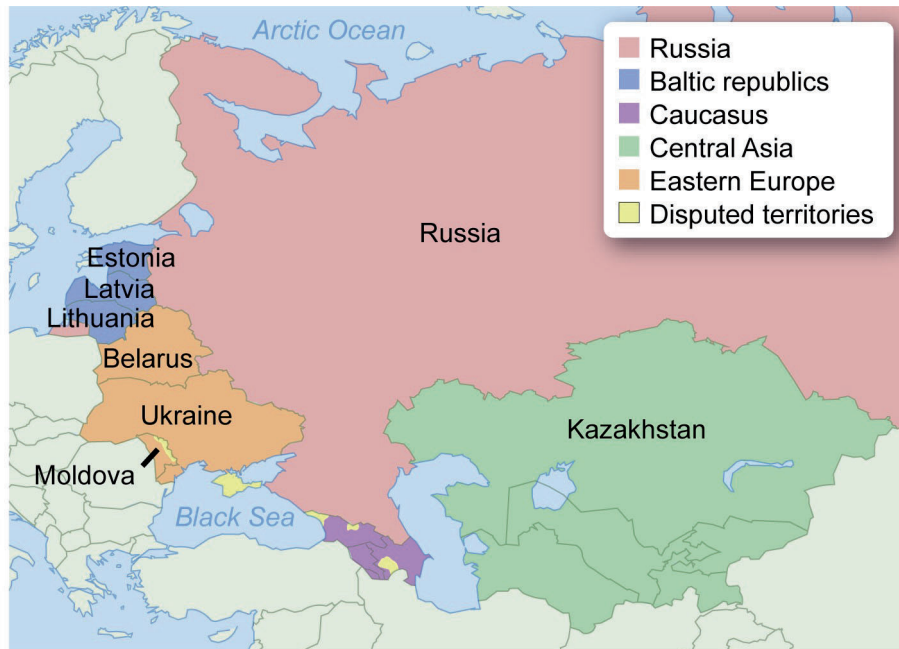 Arctic Ocean
Russia
Baltic republics
Caucasus
Central Asia
Eastern Europe
Disputed territories
Russia
Estonia
Latvia
Lithuania
Belarus
Ukraine
Kazakhstan
Moldova
Black Sea